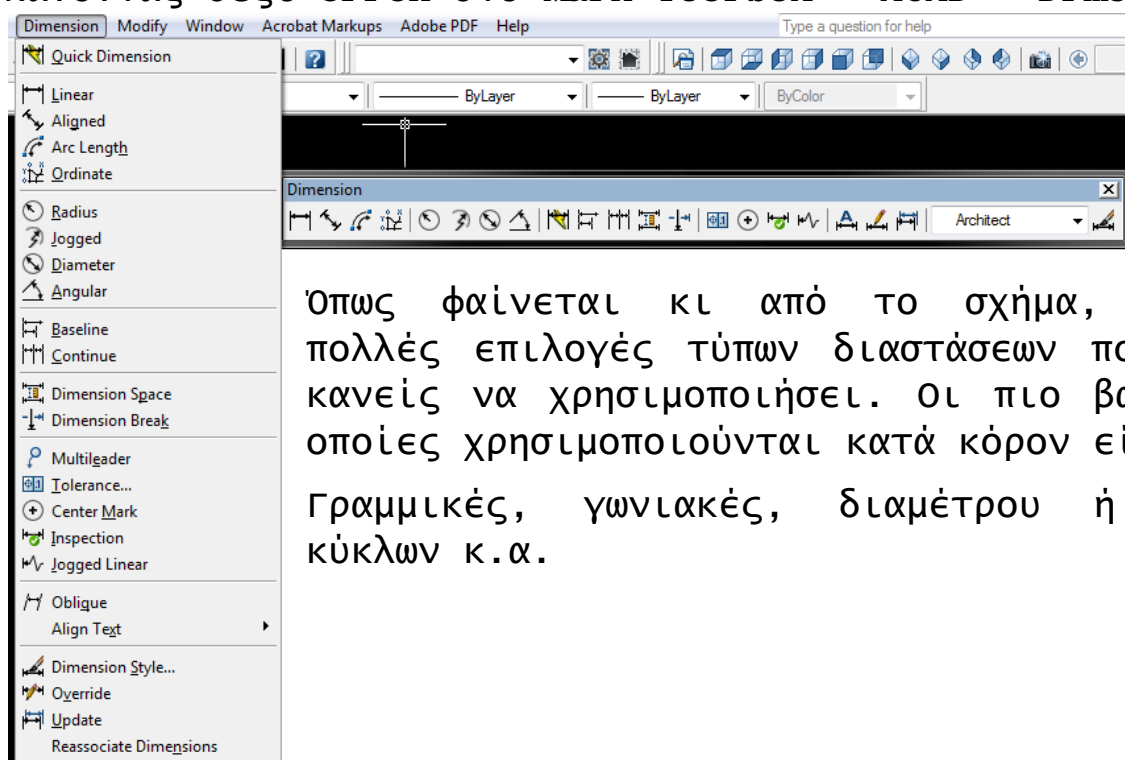 Dimension Modify Window Acrobat Markups Adobe PDF Help Type a question for help
Quick Dimension
ByLayer ByLayer ByColor
Linear
Aligned
Arc Length
Ordinate
Radius
Jogged
Diameter
Angular
Baseline
Continue
Dimension Space
Dimension Break
Multileader
Tolerance...
Center Mark
Inspection
Jogged Linear
Oblique
Align Text
Dimension Style...
Override
Update
Reassociate Dimensions
Dimension
Architect
Όπως φαίνεται κι από το σχήμα,
πολλές επιλογές τύπων διαστάσεων
κανείς να χρησιμοποιήσει. Οι πιο
οποίες χρησιμοποιούνται κατά κόρον
Γραμμικές, γωνιακές, διαμέτρου ή
κύκλων κ.α.